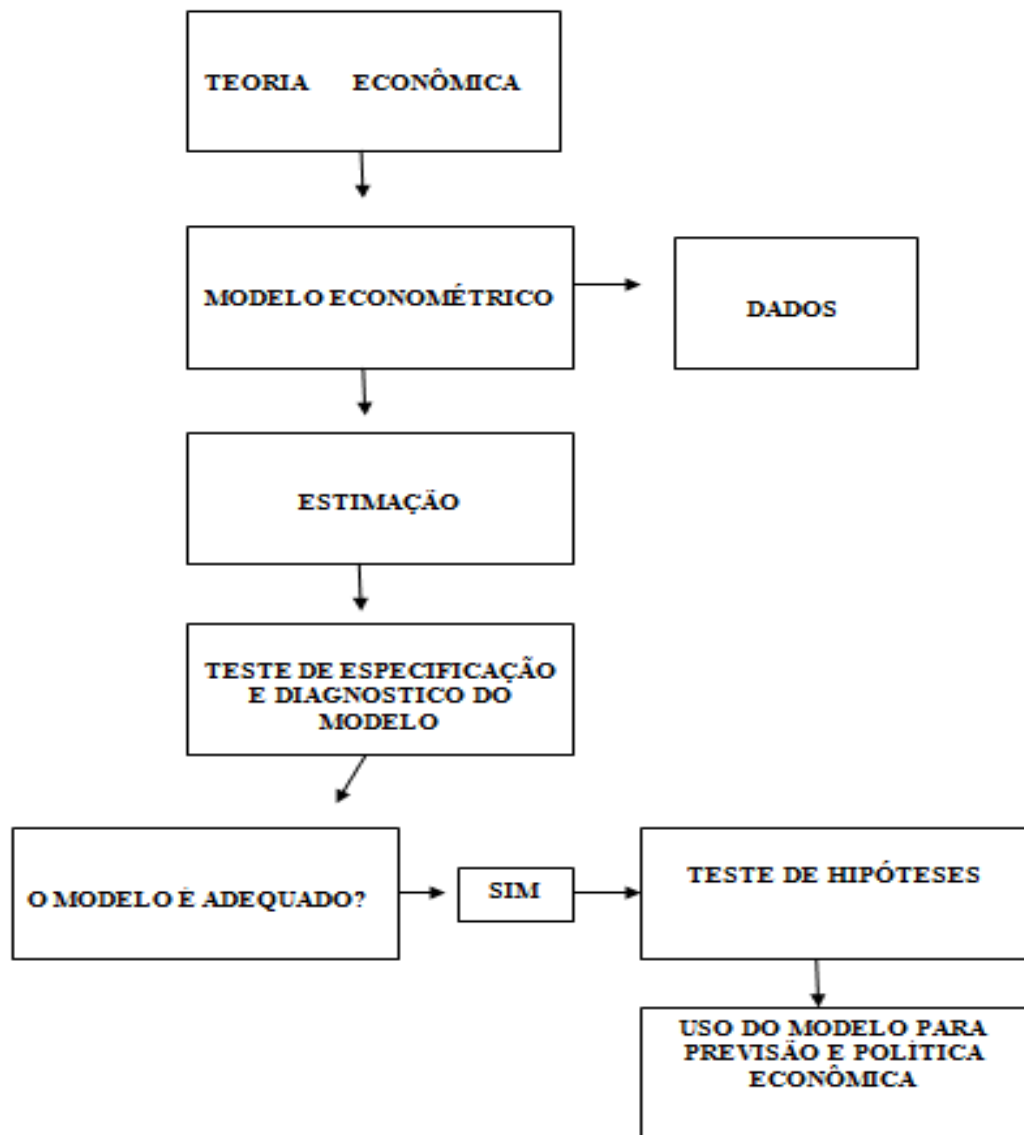 TEORIA ECONÔMICA
MODELO ECONOMÉTRICO
DADOS
ESTIMAÇÃO
TESTE DE ESPECIFICAÇÃO
E DIAGNOSTICO DO
MODELO
O MODELO É ADEQUADO?
SIM
TESTE DE HIPÓTESES
USO DO MODELO PARA
PREVISÃO E POLÍTICA
ECONÔMICA